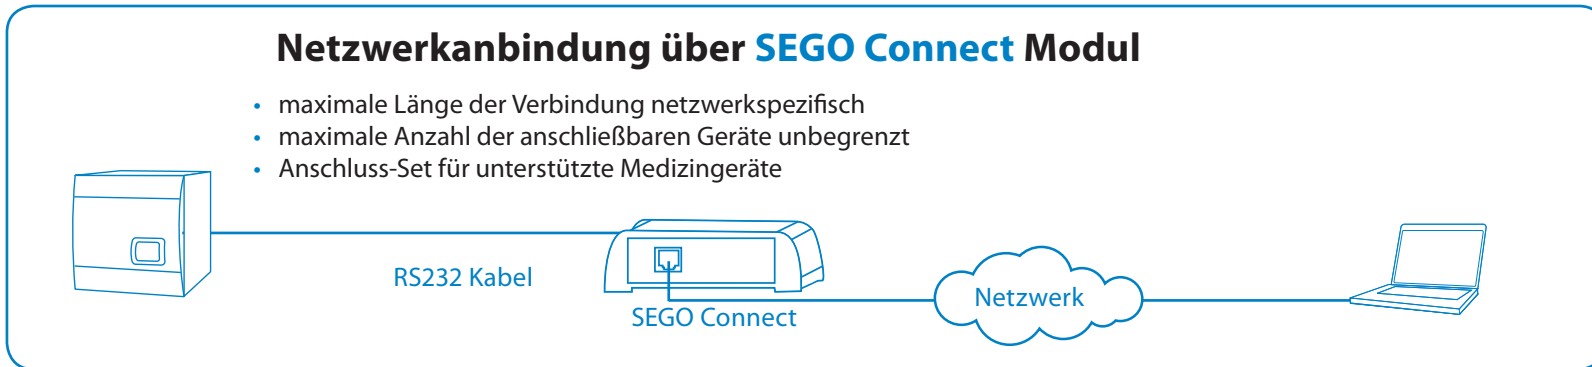 Netzwerkanbindung über SEGO Connect Modul
• maximale Länge der Verbindung netzwerkspezifisch
• maximale Anzahl der anschließbaren Geräte unbegrenzt
• Anschluss-Set für unterstützte Medizingeräte
RS232 Kabel
SEGO Connect
Netzwerk